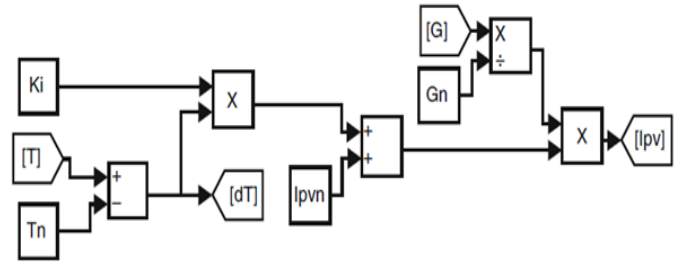 [G]
X
÷
Gn
Ki
X
[T]
+
−
[dT]
Tn
+
+
Ipvn
X
[Ipv]